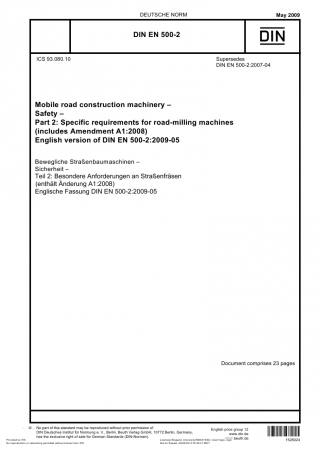 DEUTSCHE NORM
May 2009
DIN EN 500-2
DIN
ICS 93.080.10
Supersedes
DIN EN 500-2:2007-04
Mobile road construction machinery –
Safety –
Part 2: Specific requirements for road-milling machines
(includes Amendment A1:2008)
English version of DIN EN 500-2:2009-05
Bewegliche Straßenbaumaschinen –
Sicherheit –
Teil 2: Besondere Anforderungen an Straßenfräsen
(enthält Änderung A1:2008)
Englische Fassung DIN EN 500-2:2009-05
Document comprises 23 pages
© No part of this standard may be reproduced without prior permission of
DIN Deutsches Institut für Normung e. V., Berlin. Beuth Verlag GmbH, 10772 Berlin, Germany,
has the exclusive right of sale for German Standards (DIN-Normen).
English price group 12
www.din.de
www.beuth.de